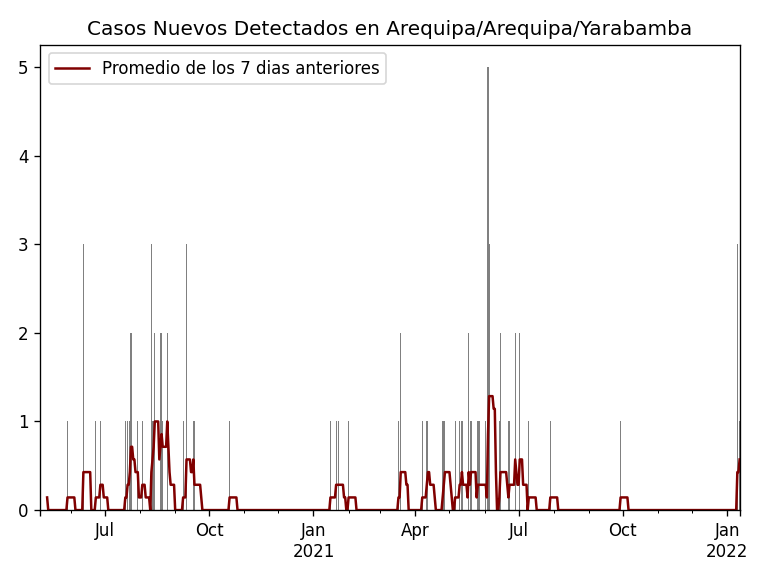 Casos Nuevos Detectados en Arequipa/Arequipa/Yarabamba
Promedio de los 7 dias anteriores
5
4
3
2
1
0
Jul Oct Jan Apr Jul Oct Jan
2021 2022